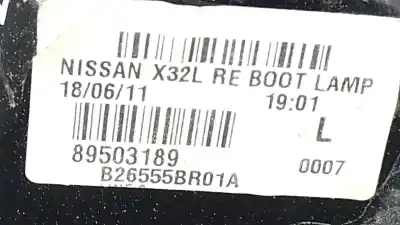 NISSAN X32L RE BOOT LAMP
18/06/11 19:01
L
89503189 0007
B26555BR01A